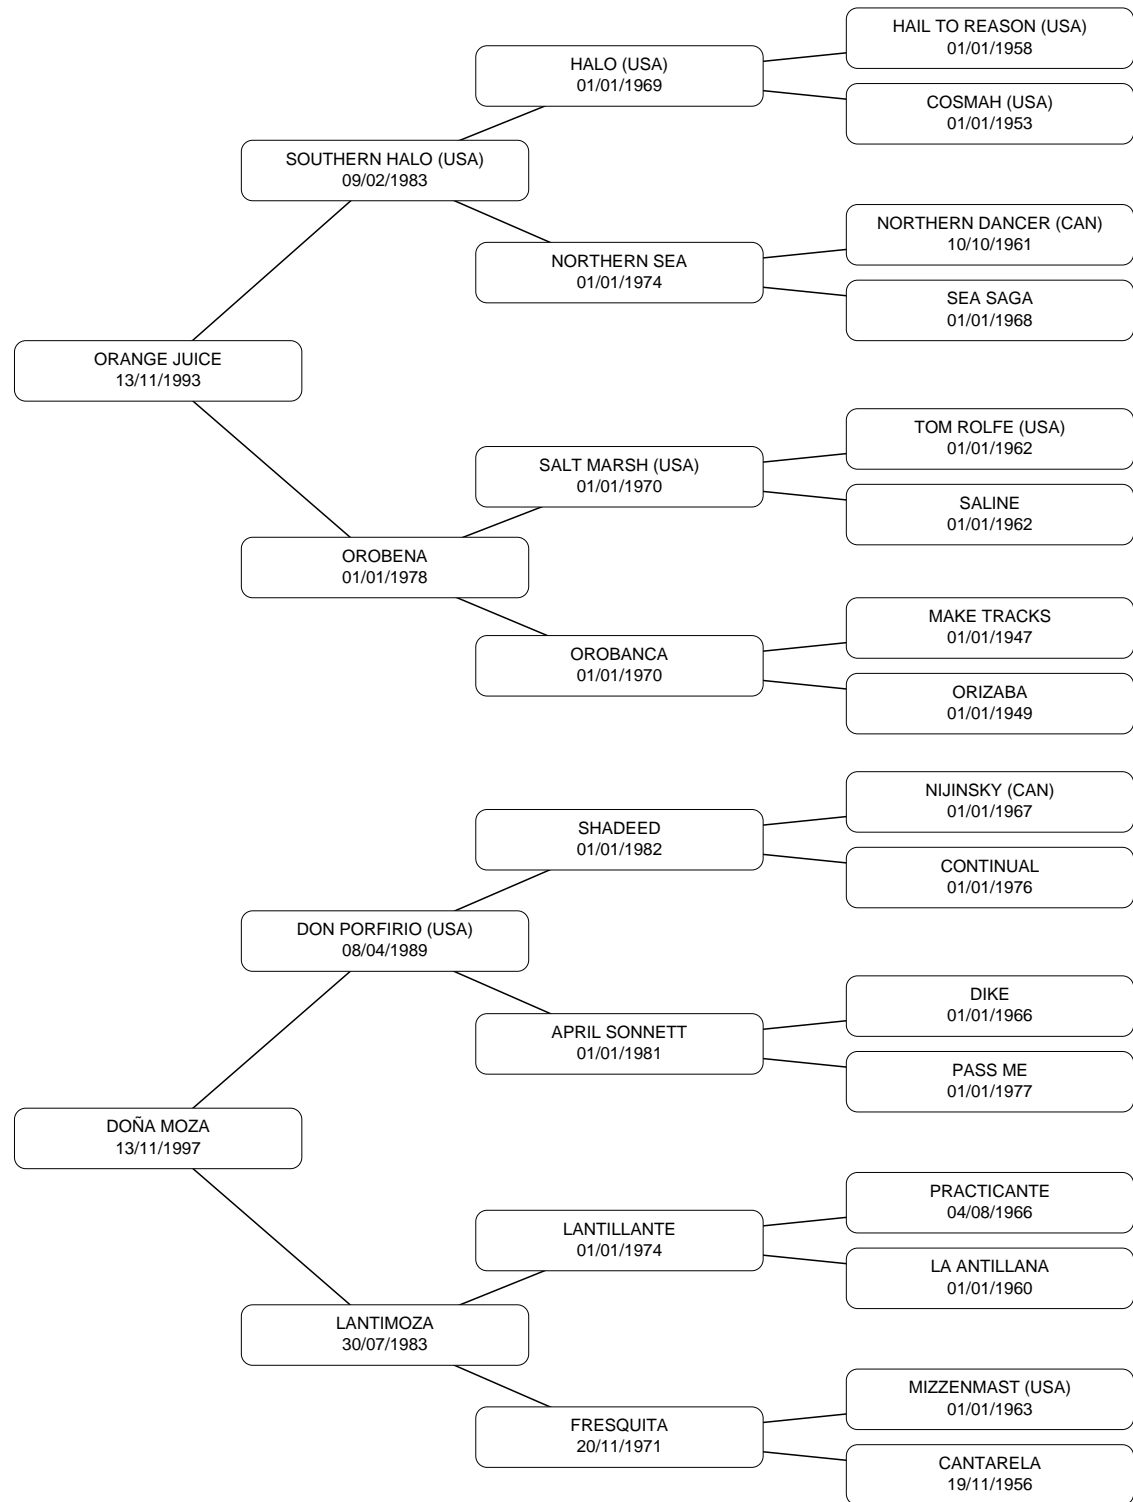 HAIL TO REASON (USA)
01/01/1958
HALO (USA)
01/01/1969
COSMAH (USA)
01/01/1953
SOUTHERN HALO (USA)
09/02/1983
NORTHERN DANCER (CAN)
10/10/1961
NORTHERN SEA
01/01/1974
SEA SAGA
01/01/1968
ORANGE JUICE
13/11/1993
TOM ROLFE (USA)
01/01/1962
SALT MARSH (USA)
01/01/1970
SALINE
01/01/1962
OROBENA
01/01/1978
MAKE TRACKS
01/01/1947
OROBANCA
01/01/1970
ORIZABA
01/01/1949
NIJINSKY (CAN)
01/01/1967
SHADEED
01/01/1982
CONTINUAL
01/01/1976
DON PORFIRIO (USA)
08/04/1989
DIKE
01/01/1966
APRIL SONNETT
01/01/1981
PASS ME
01/01/1977
DOÑA MOZA
13/11/1997
PRACTICANTE
04/08/1966
LANTILLANTE
01/01/1974
LA ANTILLANA
01/01/1960
LANTIMOZA
30/07/1983
MIZZENMAST (USA)
01/01/1963
FRESQUITA
20/11/1971
CANTARELA
19/11/1956